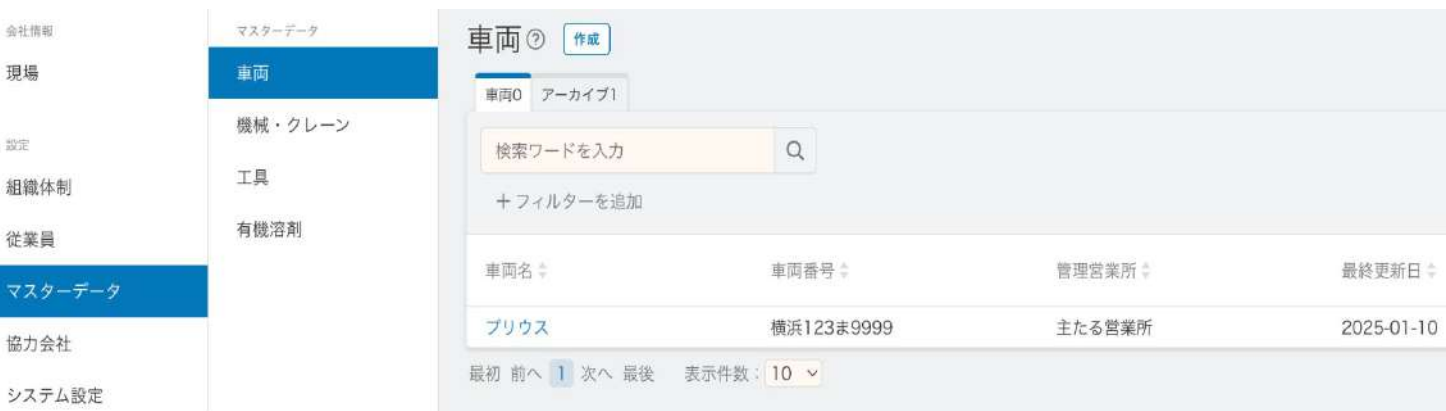 会社情報
現場
設定
組織体制
従業員
マスターデータ
協力会社
システム設定
マスターデータ
車両
機械・クレーン
工具
有機溶剤
車両? 作成
車両0 アーカイブ1
検索ワードを入力
+フィルターを追加
車両名 車両番号 管理営業所 最終更新日
プリウス 横浜123ま9999 主たる営業所 2025-01-10
最初 前へ 1 次へ 最後 表示件数: 10